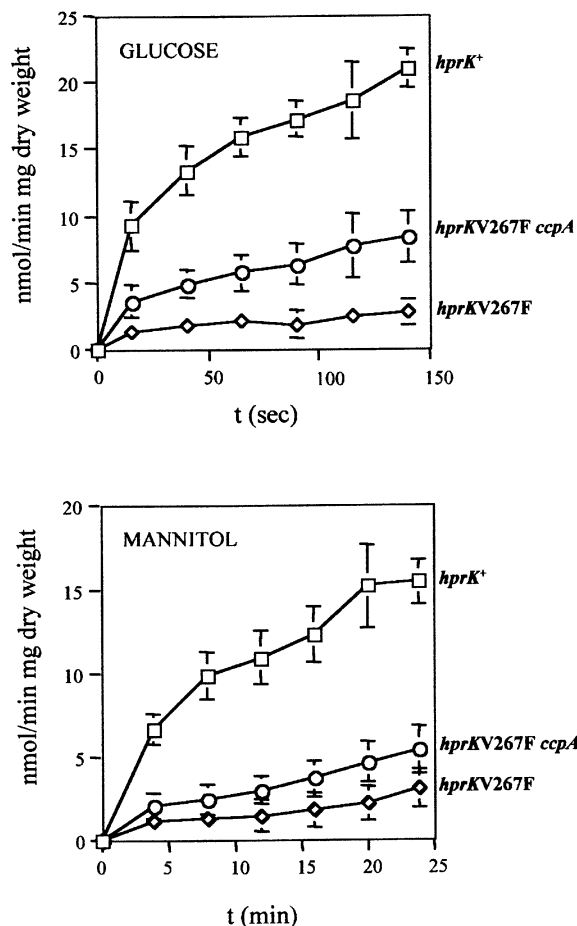 25
GLUCOSE
hprK⁺
20
15
10
hprKV267F ccpA
5
hprKV267F
0
0 50 100 150
t (sec)
nmol/min mg dry weight
20
MANNITOL
hprK⁺
15
10
hprKV267F ccpA
5
hprKV267F
0
0 5 10 15 20 25
t (min)
nmol/min mg dry weight